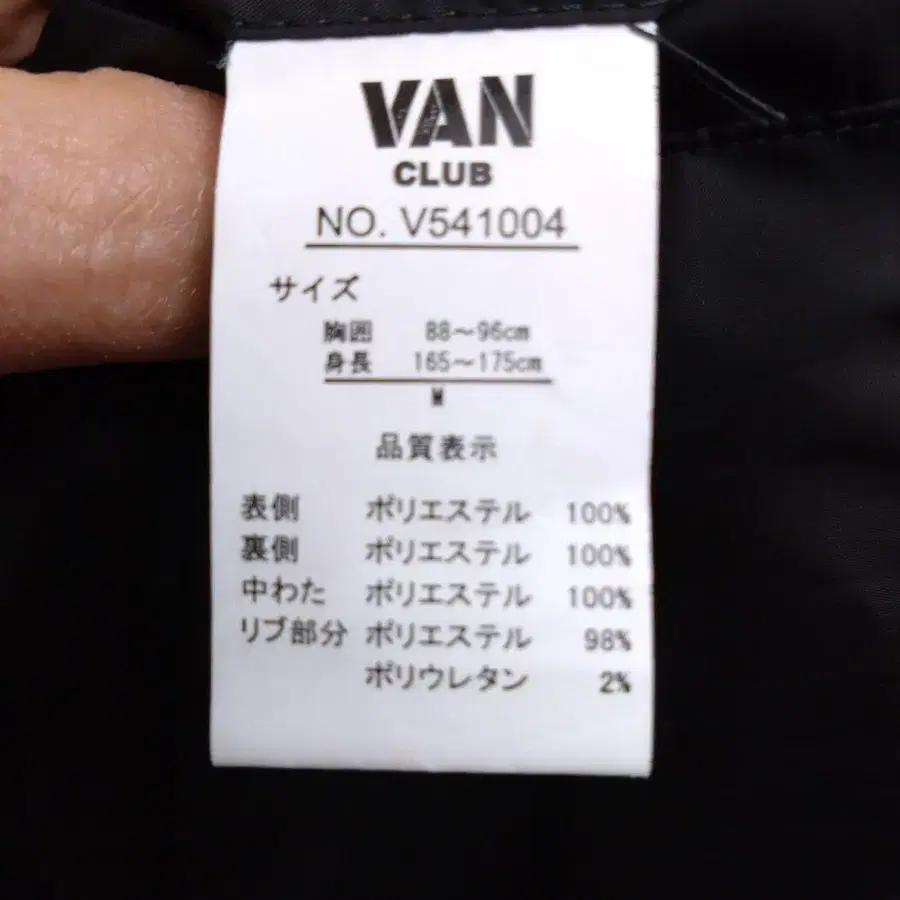 VAN
CLUB
NO. V541004
サイズ
胸囲 88～96cm
身長 165～175cm
M
品質表示
表側 ポリエステル 100%
裏側 ポリエステル 100%
中わた ポリエステル 100%
リブ部分 ポリエステル 98%
ポリウレタン 2%